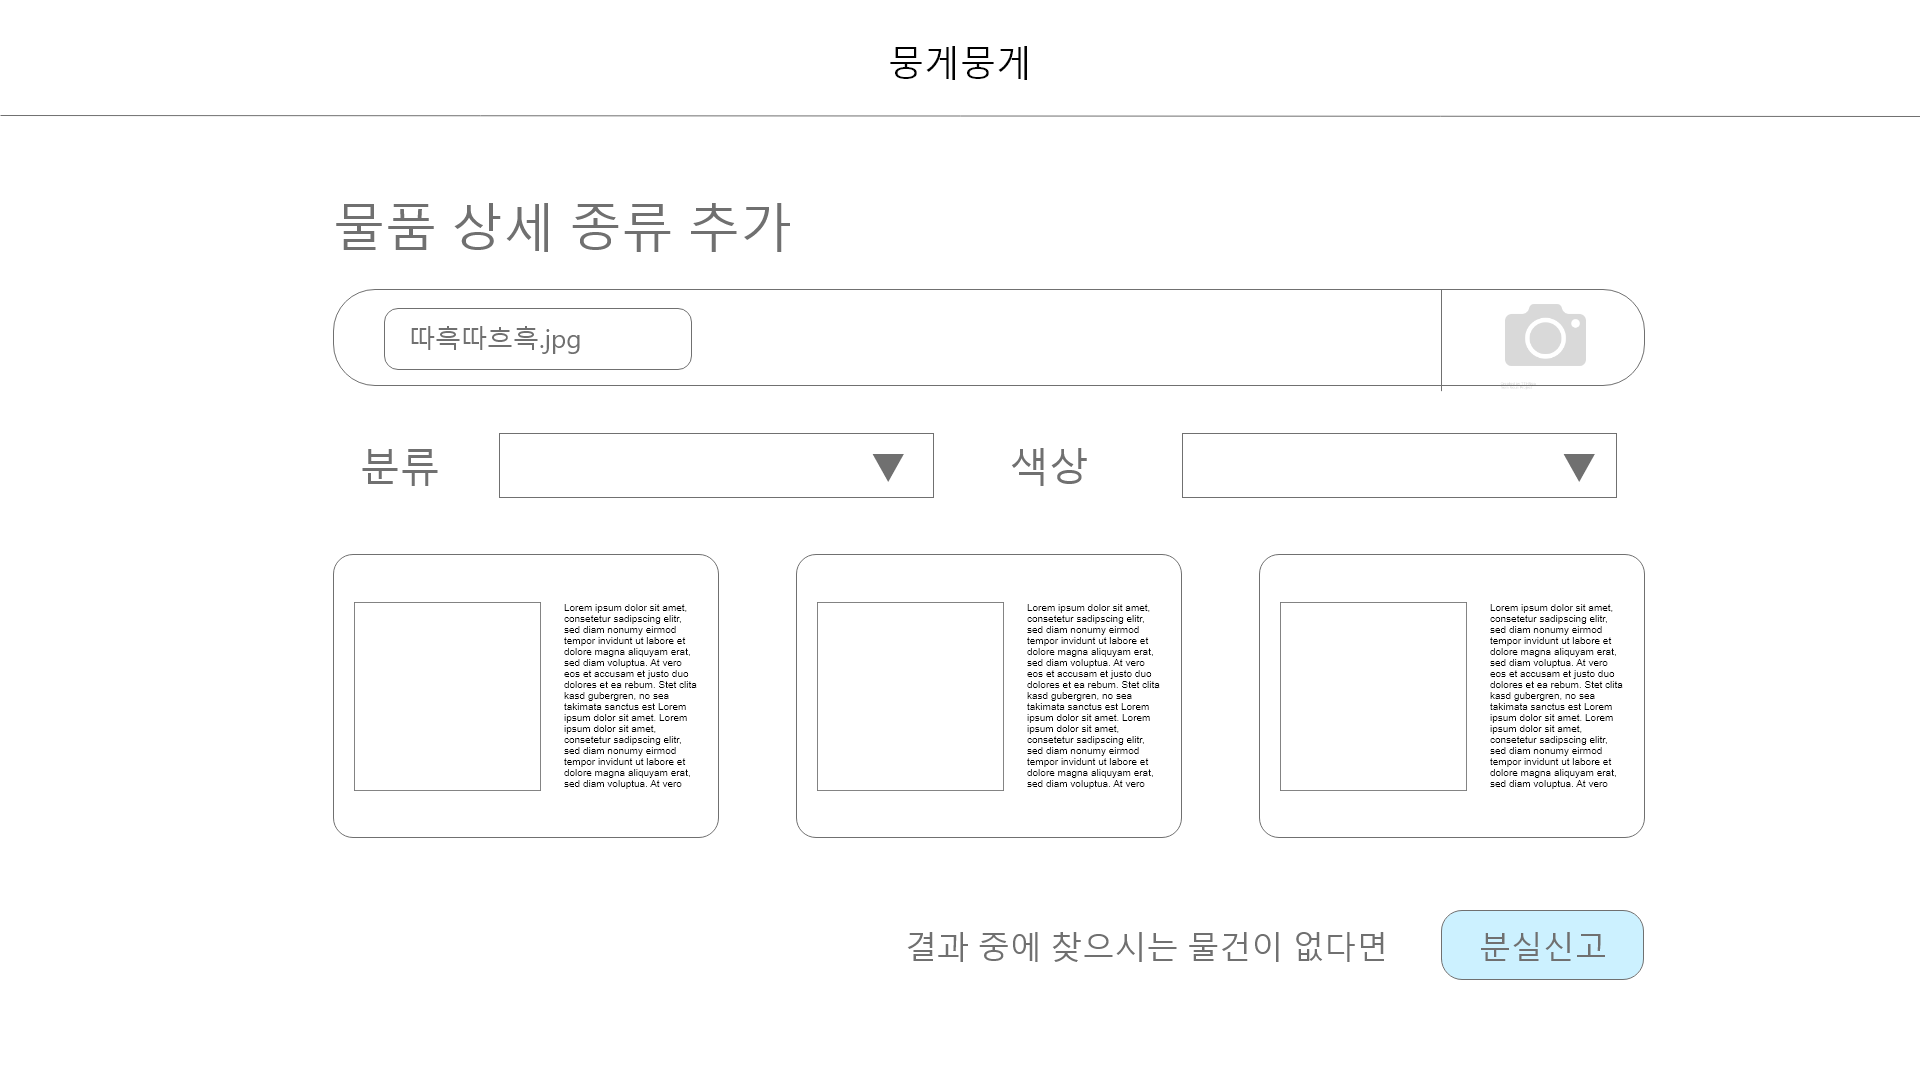 뭉게뭉게
물품 상세 종류 추가
따흑따흐흑.jpg
분류
색상
Lorem ipsum dolor sit amet,
consetetur sadipscing elitr,
sed diam nonumy eirmod
tempor invidunt ut labore et
dolore magna aliquyam erat,
sed diam voluptua. At vero
eos et accusam et justo duo
dolores et ea rebum. Stet clita
kasd gubergren, no sea
takimata sanctus est Lorem
ipsum dolor sit amet. Lorem
ipsum dolor sit amet,
consetetur sadipscing elitr,
sed diam nonumy eirmod
tempor invidunt ut labore et
dolore magna aliquyam erat,
sed diam voluptua. At vero
Lorem ipsum dolor sit amet,
consetetur sadipscing elitr,
sed diam nonumy eirmod
tempor invidunt ut labore et
dolore magna aliquyam erat,
sed diam voluptua. At vero
eos et accusam et justo duo
dolores et ea rebum. Stet clita
kasd gubergren, no sea
takimata sanctus est Lorem
ipsum dolor sit amet. Lorem
ipsum dolor sit amet,
consetetur sadipscing elitr,
sed diam nonumy eirmod
tempor invidunt ut labore et
dolore magna aliquyam erat,
sed diam voluptua. At vero
Lorem ipsum dolor sit amet,
consetetur sadipscing elitr,
sed diam nonumy eirmod
tempor invidunt ut labore et
dolore magna aliquyam erat,
sed diam voluptua. At vero
eos et accusam et justo duo
dolores et ea rebum. Stet clita
kasd gubergren, no sea
takimata sanctus est Lorem
ipsum dolor sit amet. Lorem
ipsum dolor sit amet,
consetetur sadipscing elitr,
sed diam nonumy eirmod
tempor invidunt ut labore et
dolore magna aliquyam erat,
sed diam voluptua. At vero
결과 중에 찾으시는 물건이 없다면
분실신고